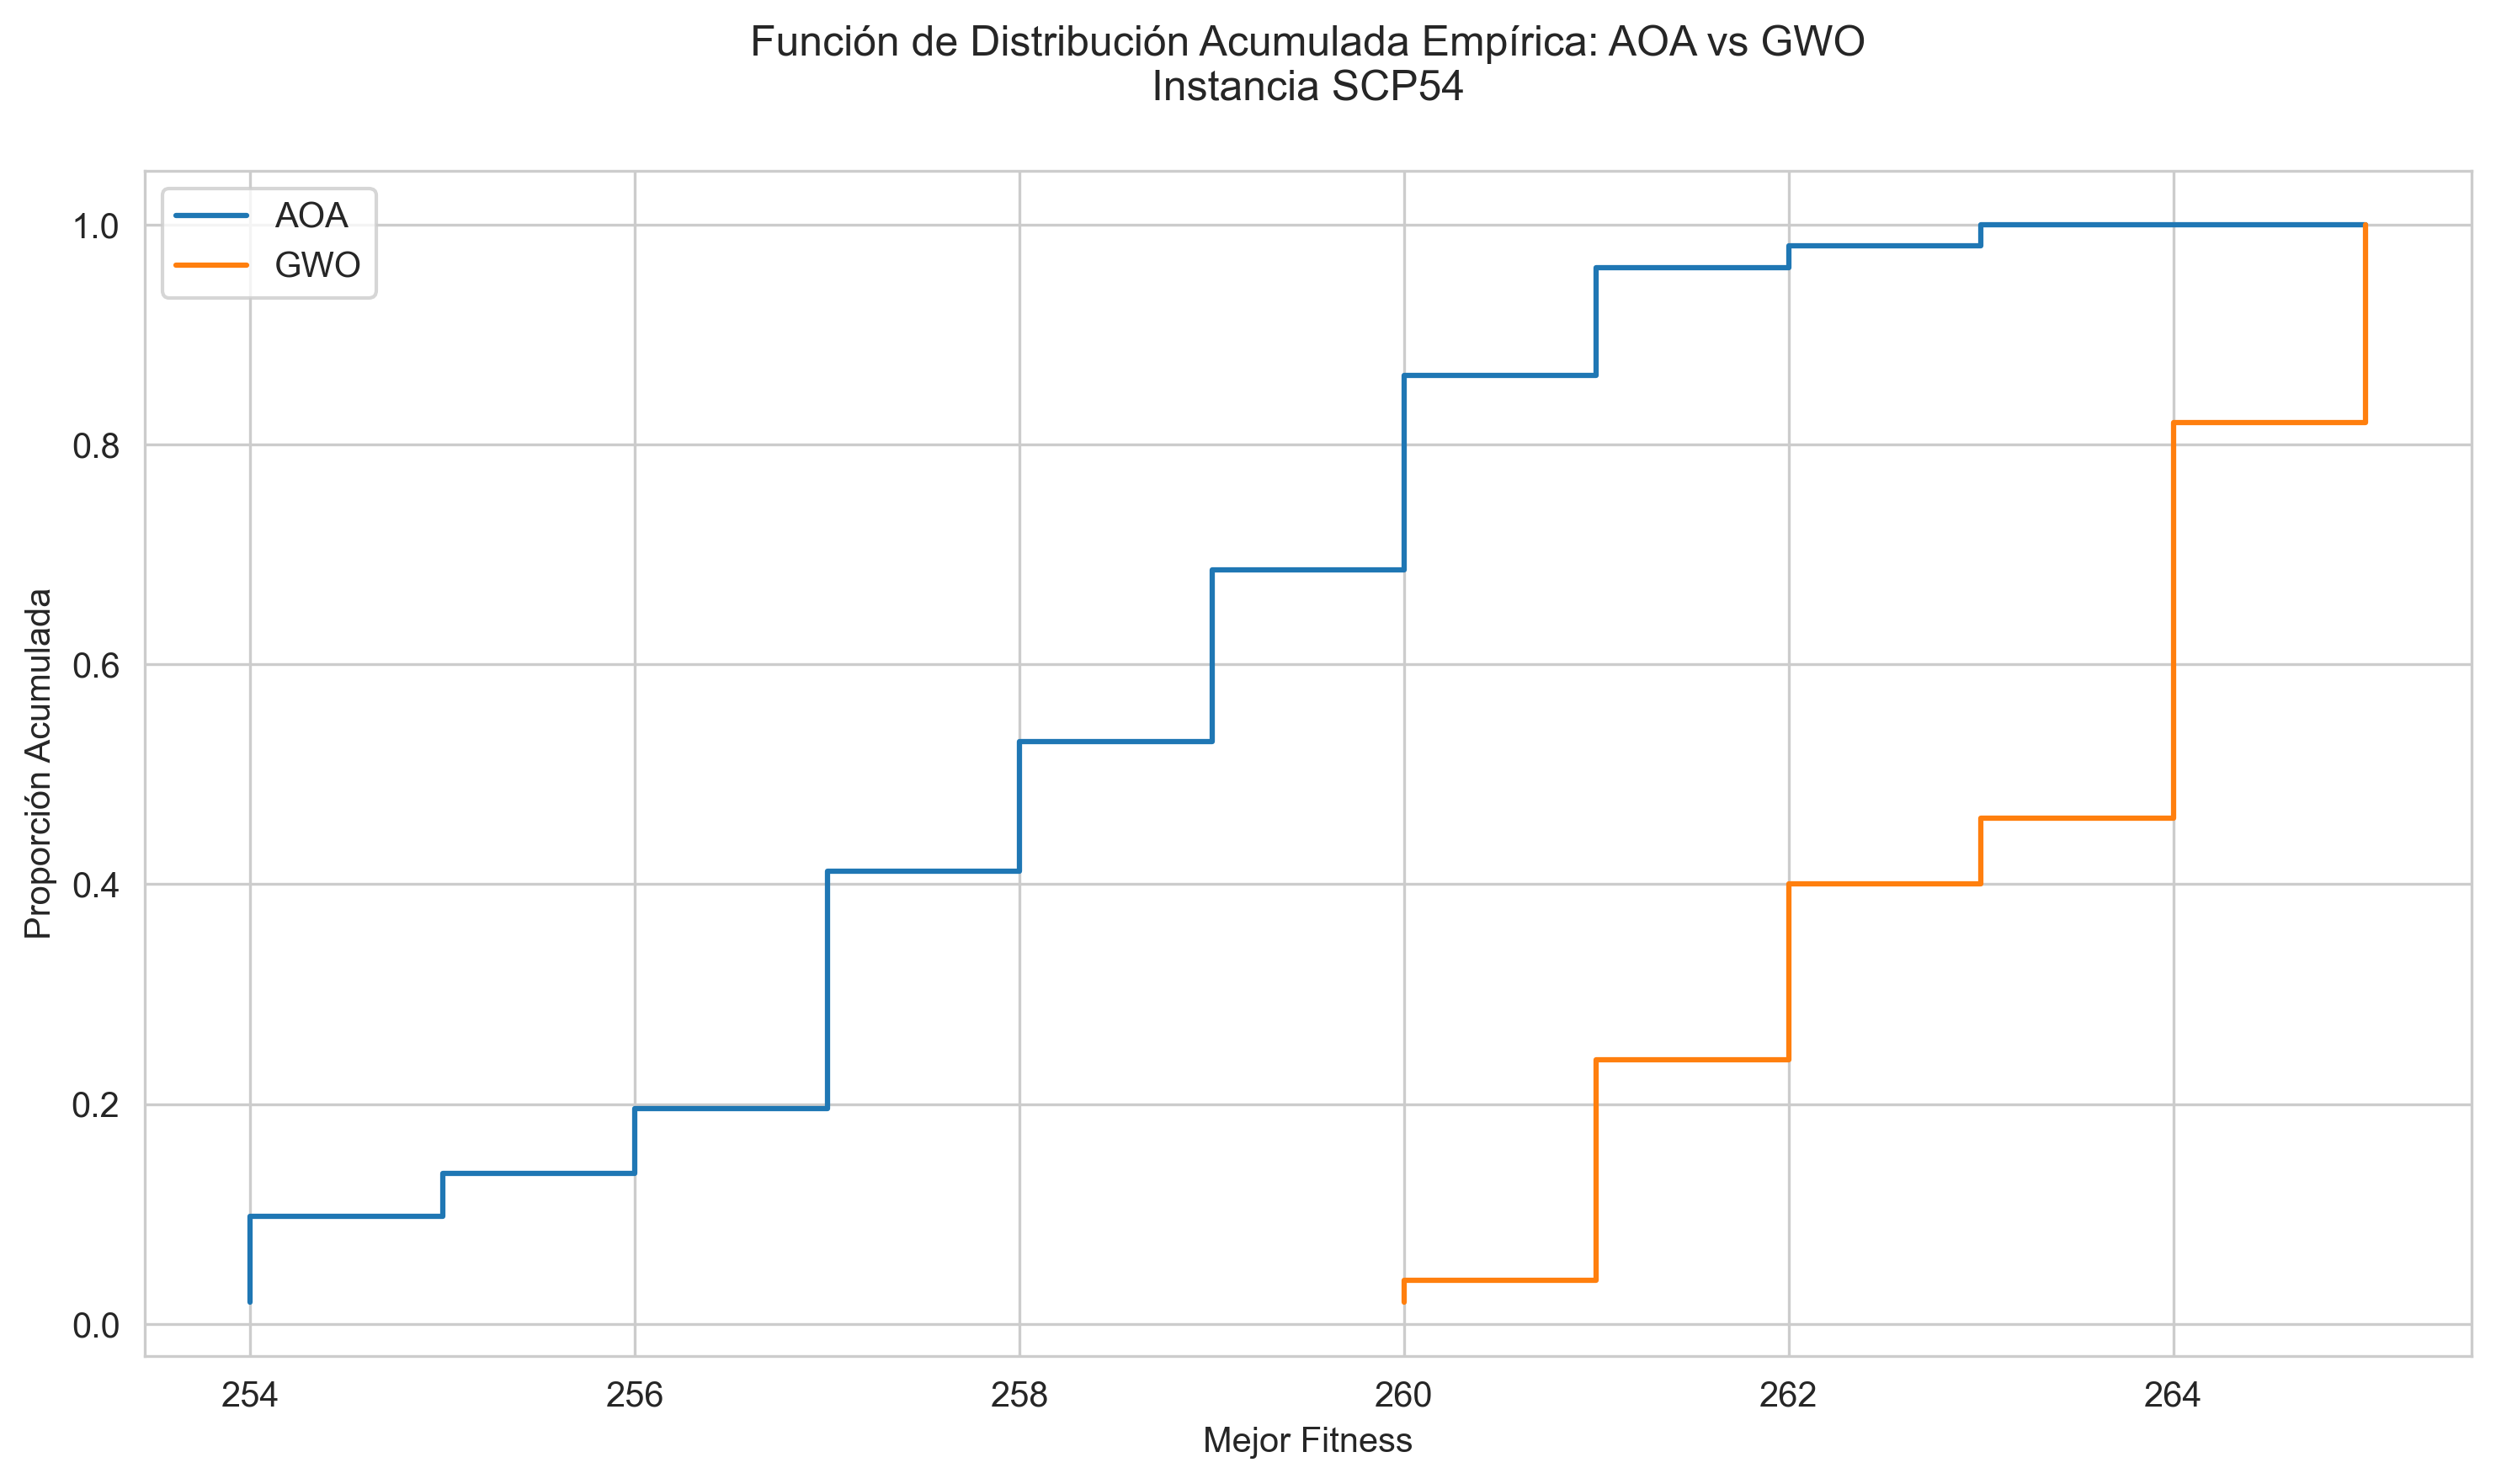 Función de Distribución Acumulada Empírica: AOA vs GWO
Instancia SCP54
AOA
GWO
1.0
0.8
0.6
0.4
0.2
0.0
Proporción Acumulada
254
256
258
260
262
264
Mejor Fitness